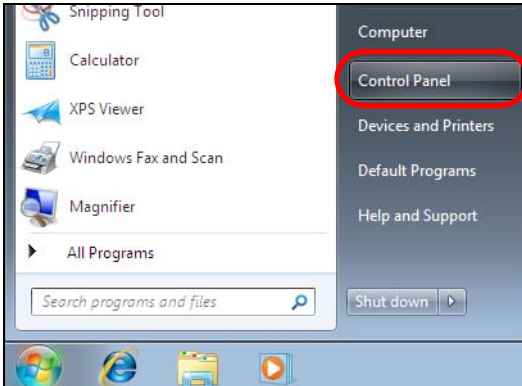 Snipping Tool
Calculator
XPS Viewer
Windows Fax and Scan
Magnifier
All Programs
Search programs and files
Computer
Control Panel
Devices and Printers
Default Programs
Help and Support
Shut down